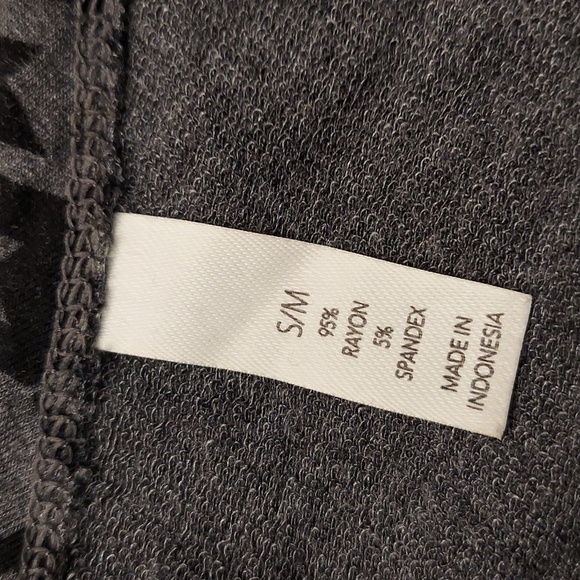 S/M
95%
RAYON
5%
SPANDEX
MADE IN
INDONESIA